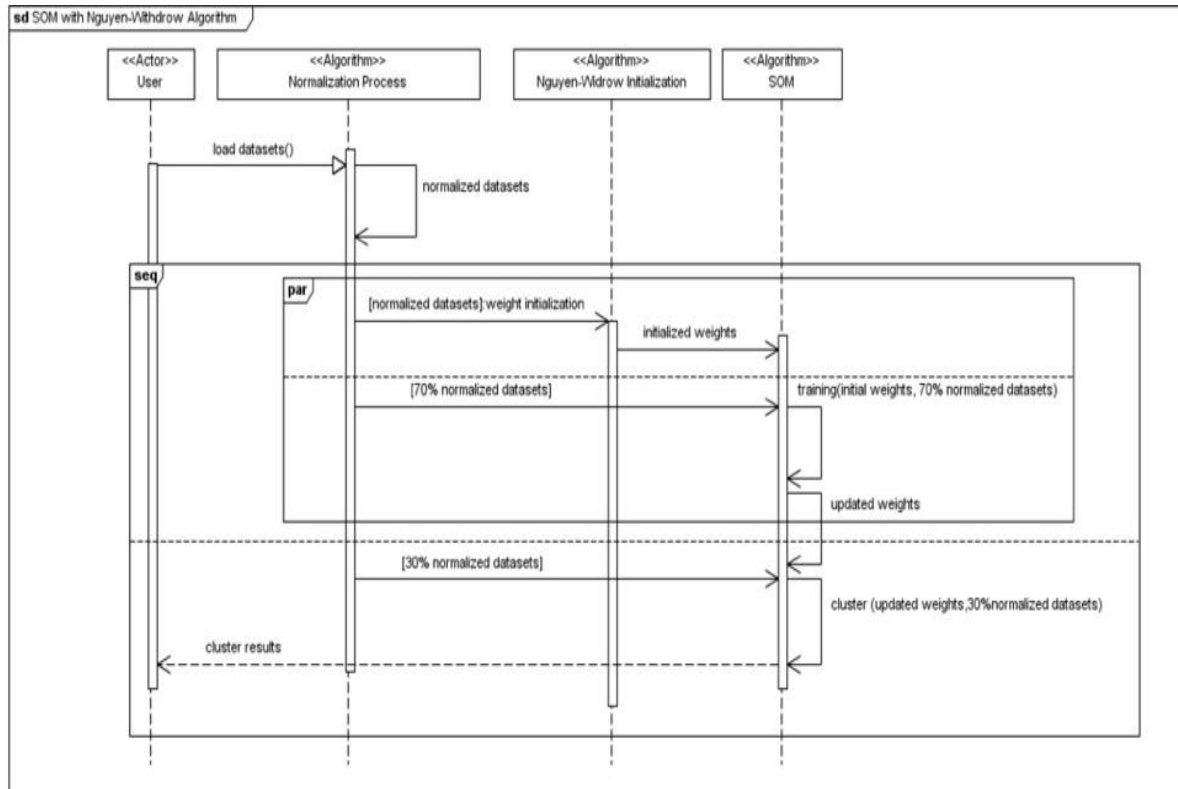 sd SOM with Nguyen-Withdrow Algorithm
<<Actor>>
User
<<Algorithm>>
Normalization Process
<<Algorithm>>
Nguyen-Widrow Initialization
<<Algorithm>>
SOM
load datasets()
normalized datasets
seq
par
[normalized datasets]:weight initialization
initialized weights
[70% normalized datasets]
training(initial weights, 70% normalized datasets)
updated weights
[30% normalized datasets]
cluster (updated weights,30%normalized datasets)
cluster results